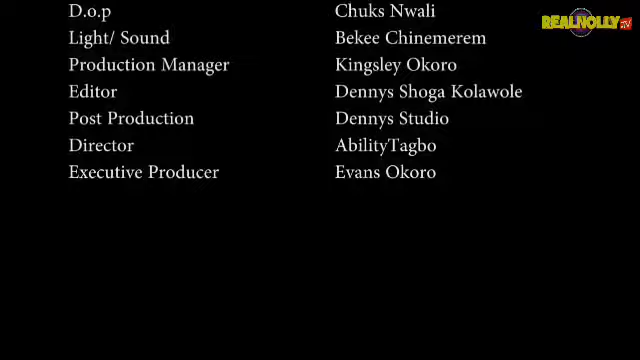 D.o.p Chuks Nwali
REALNOLLY TV
Light/ Sound Bekee Chinemerem
Production Manager Kingsley Okoro
Editor Dennys Shoga Kolawole
Post Production Dennys Studio
Director AbilityTagbo
Executive Producer Evans Okoro